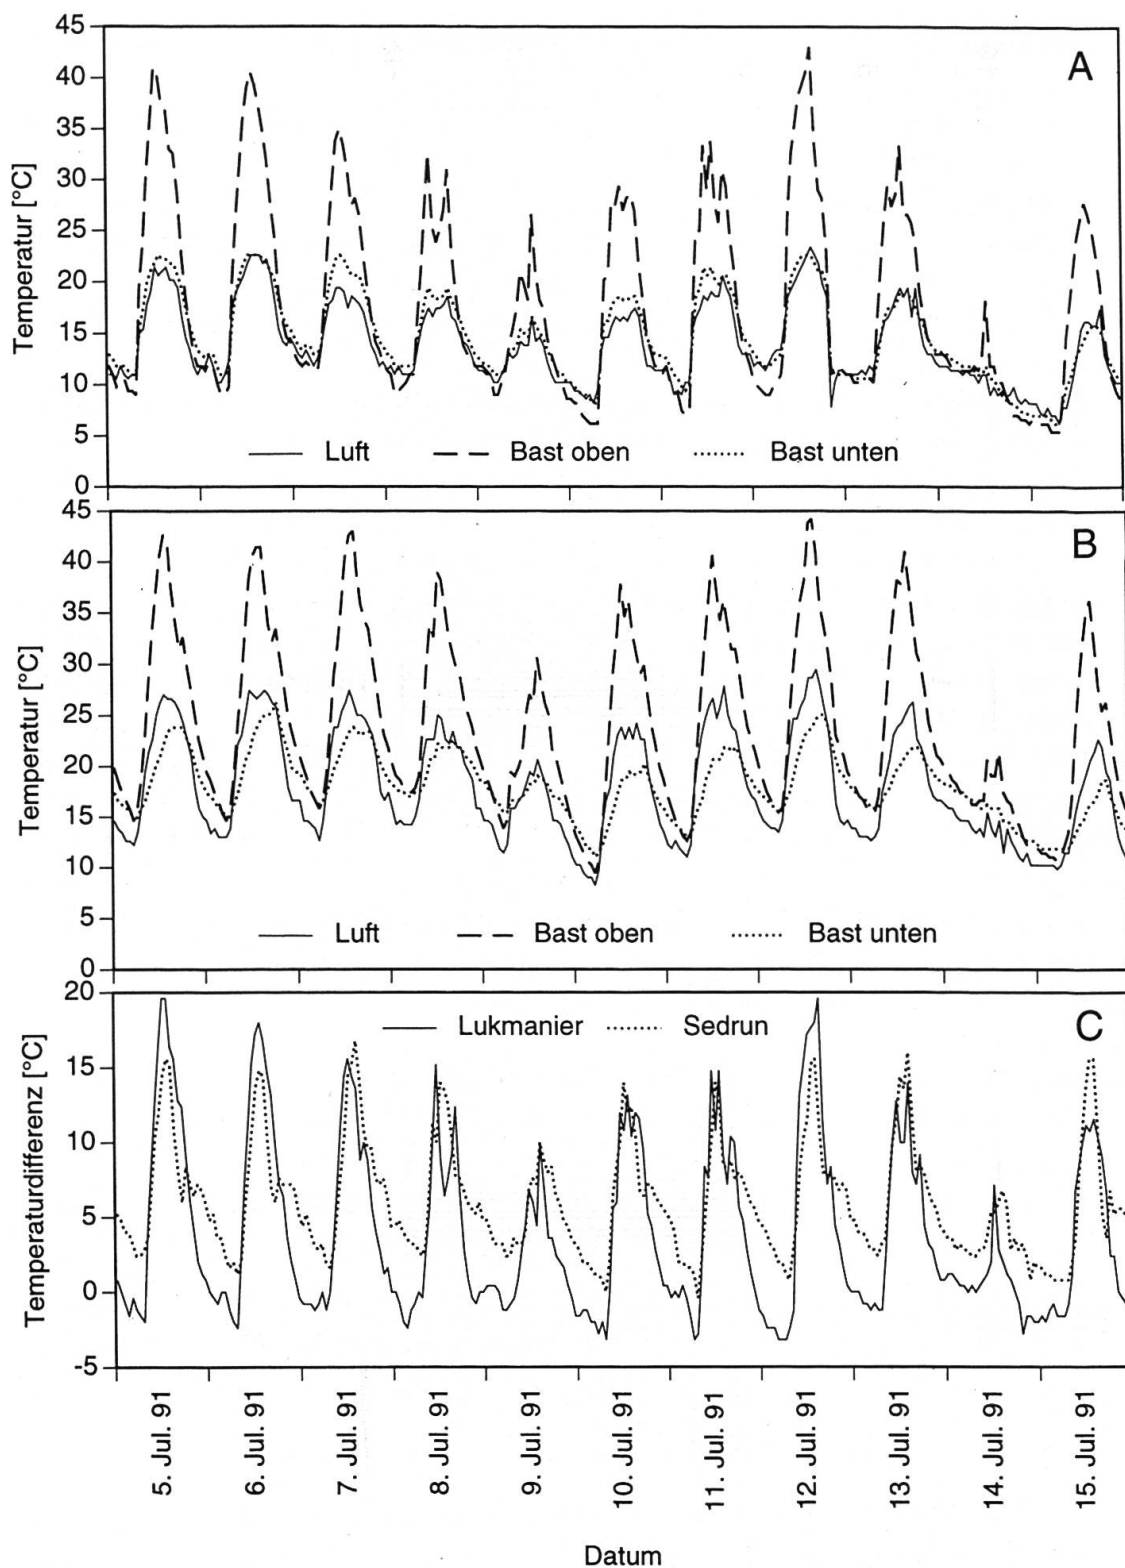 45
40
35
30
25
20
15
10
5
0
Temperatur [°C]
A
Luft Bast oben Bast unten
45
40
35
30
25
20
15
10
5
0
Temperatur [°C]
B
Luft Bast oben Bast unten
20
15
10
5
0
-5
Temperaturdifferenz [°C]
Lukmanier Sedrun
C
5. Jul. 91
6. Jul. 91
7. Jul. 91
8. Jul. 91
9. Jul. 91
10. Jul. 91
11. Jul. 91
12. Jul. 91
13. Jul. 91
14. Jul. 91
15. Jul. 91
Datum